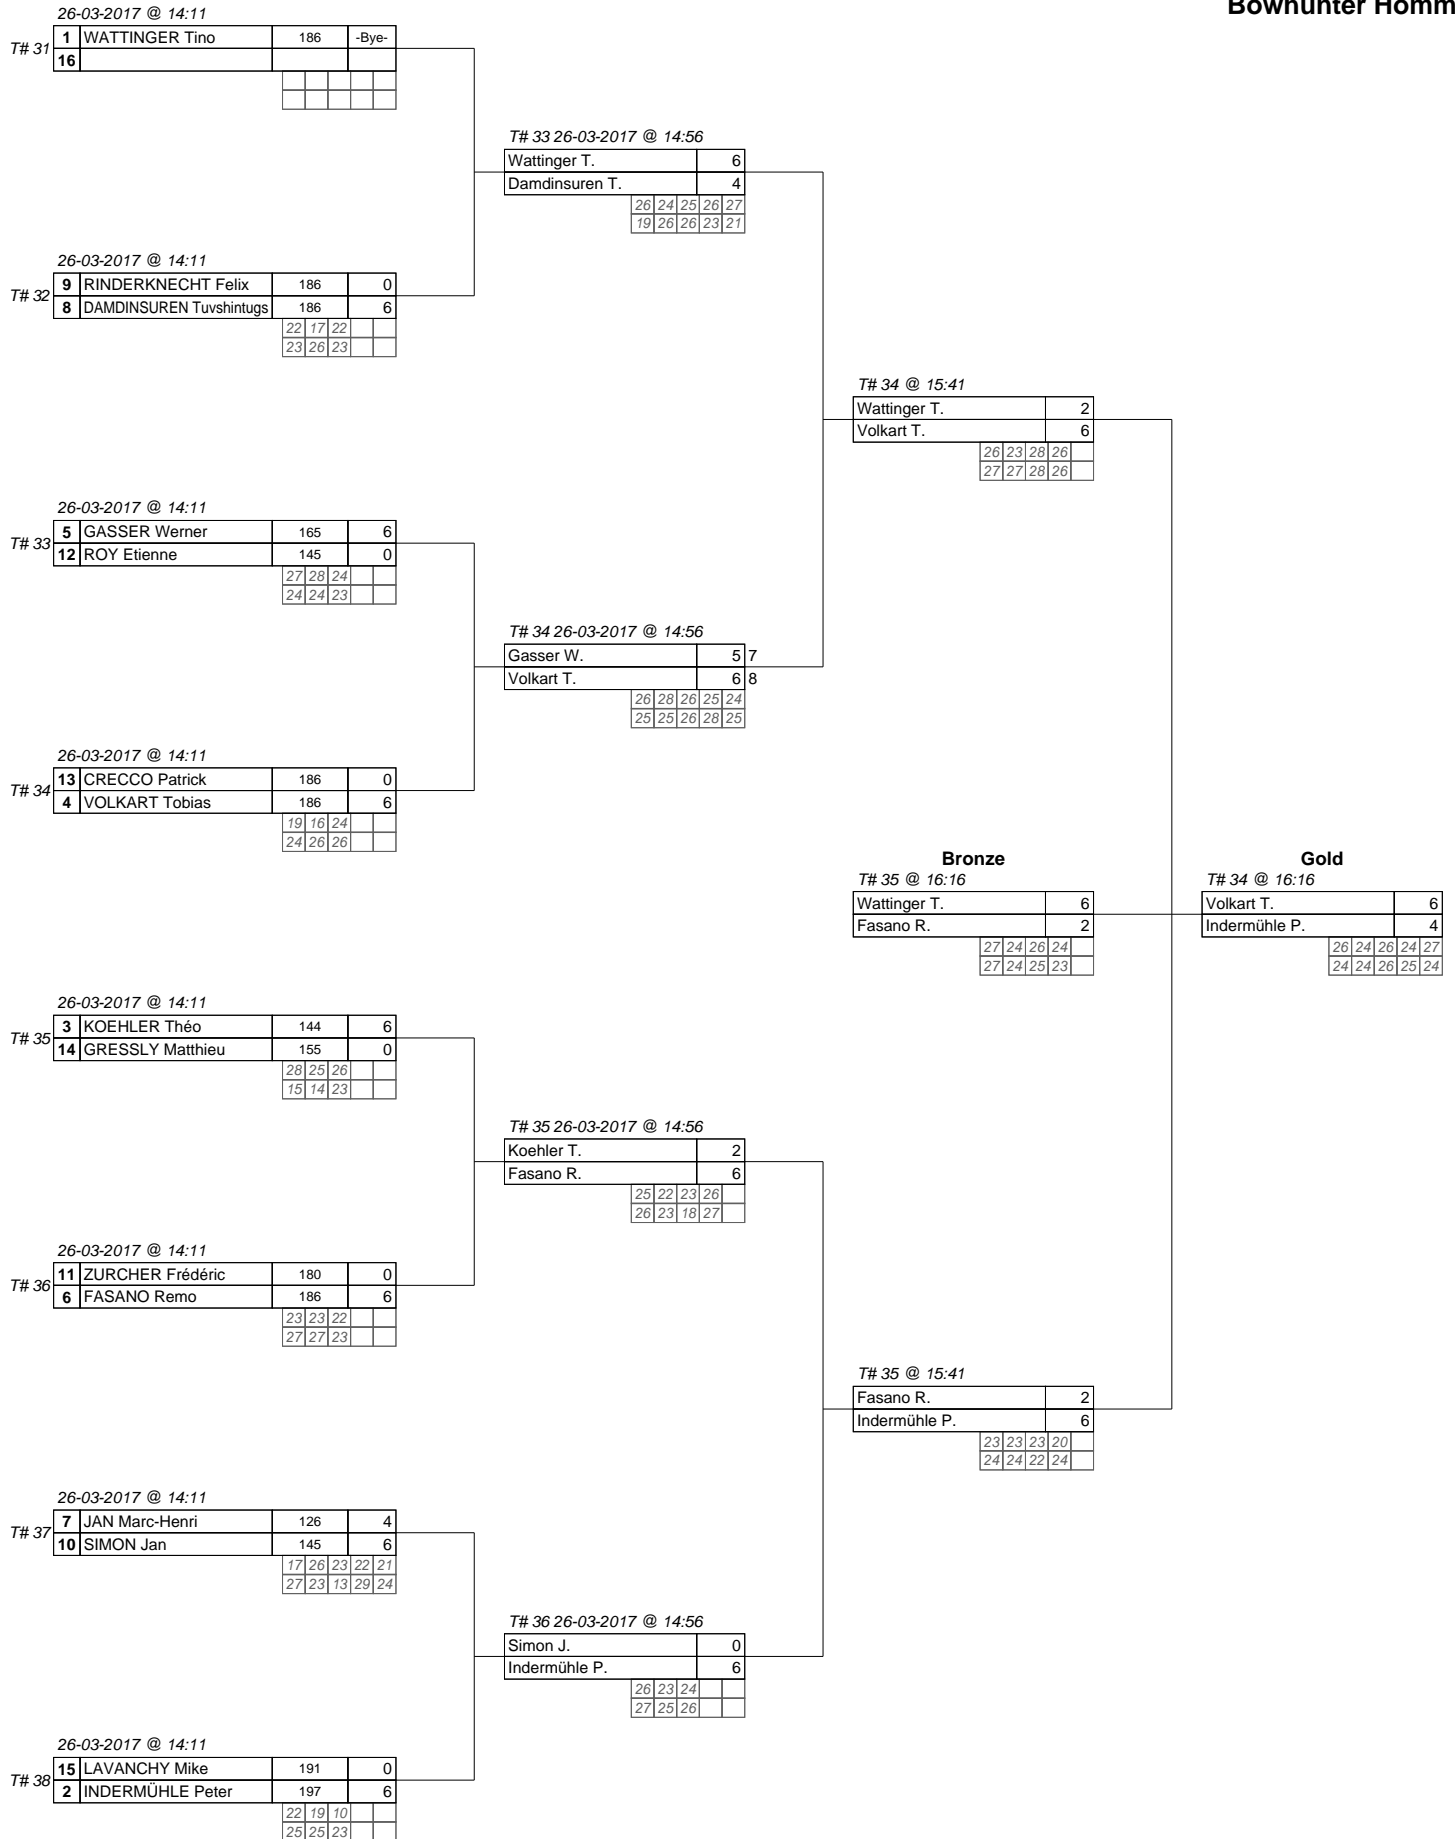 Bowhunter Homm
26-03-2017 @ 14:11
T# 31
1 WATTINGER Tino 186 -Bye-
16
T# 33 26-03-2017 @ 14:56
Wattinger T. 6
Damdinsuren T. 4
26 24 25 26 27
19 26 26 23 21
26-03-2017 @ 14:11
T# 32
9 RINDERKNECHT Felix 186 0
8 DAMDINSUREN Tuvshintugs 186 6
22 17 22
23 26 23
T# 34 @ 15:41
Wattinger T. 2
Volkart T. 6
26 23 28 26
27 27 28 26
26-03-2017 @ 14:11
T# 33
5 GASSER Werner 165 6
12 ROY Etienne 145 0
27 28 24
24 24 23
T# 34 26-03-2017 @ 14:56
Gasser W. 5 7
Volkart T. 6 8
26 28 26 25 24
25 25 26 28 25
26-03-2017 @ 14:11
T# 34
13 CRECCO Patrick 186 0
4 VOLKART Tobias 186 6
19 16 24
24 26 26
Bronze
T# 35 @ 16:16
Wattinger T. 6
Fasano R. 2
27 24 26 24
27 24 25 23
Gold
T# 34 @ 16:16
Volkart T. 6
Indermühle P. 4
26 24 26 24 27
24 24 26 25 24
26-03-2017 @ 14:11
T# 35
3 KOEHLER Théo 144 6
14 GRESSLY Matthieu 155 0
28 25 26
15 14 23
T# 35 26-03-2017 @ 14:56
Koehler T. 2
Fasano R. 6
25 22 23 26
26 23 18 27
26-03-2017 @ 14:11
T# 36
11 ZURCHER Frédéric 180 0
6 FASANO Remo 186 6
23 23 22
27 27 23
T# 35 @ 15:41
Fasano R. 2
Indermühle P. 6
23 23 23 20
24 24 22 24
26-03-2017 @ 14:11
T# 37
7 JAN Marc-Henri 126 4
10 SIMON Jan 145 6
17 26 23 22 21
27 23 13 29 24
T# 36 26-03-2017 @ 14:56
Simon J. 0
Indermühle P. 6
26 23 24
27 25 26
26-03-2017 @ 14:11
T# 38
15 LAVANCHY Mike 191 0
2 INDERMÜHLE Peter 197 6
22 19 10
25 25 23